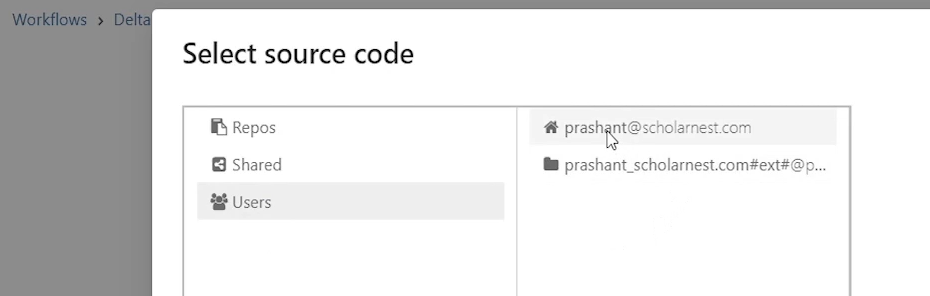 Workflows > Delta
Select source code
Repos
Shared
Users
prashant@scholarnest.com
prashant_scholarnest.com#ext#@p...